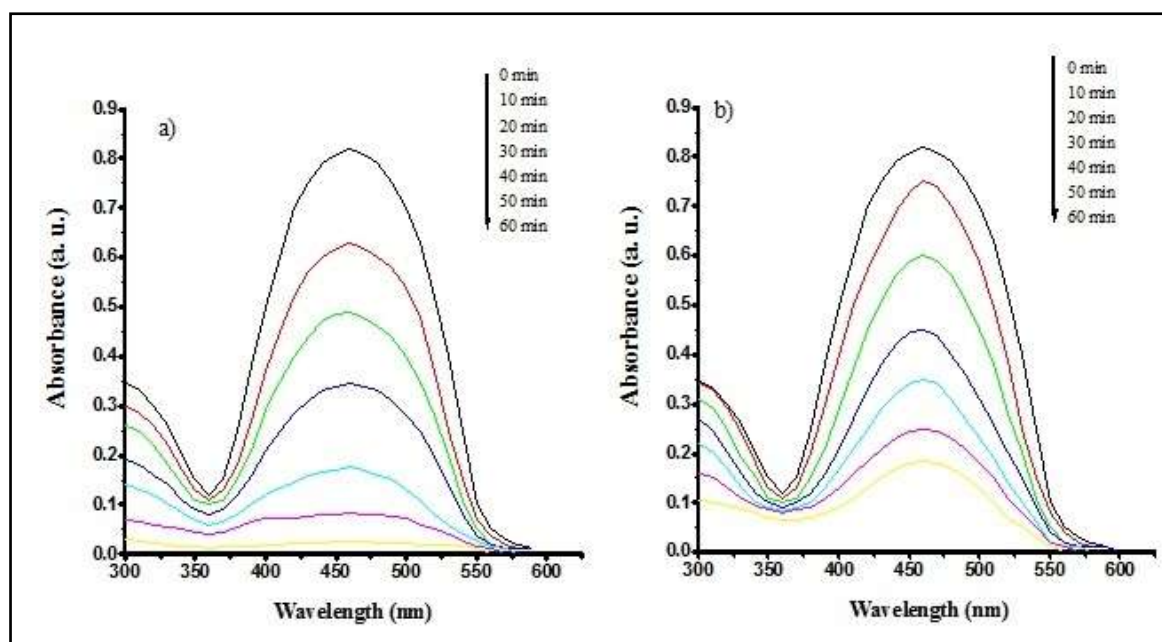 0 min
10 min
20 min
30 min
40 min
50 min
60 min
a)
0.9
0.8
0.7
0.6
0.5
0.4
0.3
0.2
0.1
0.0
Absorbance (a. u.)
300 350 400 450 500 550 600
Wavelength (nm)
0 min
10 min
20 min
30 min
40 min
50 min
60 min
b)
0.9
0.8
0.7
0.6
0.5
0.4
0.3
0.2
0.1
0.0
Absorbance (a. u.)
300 350 400 450 500 550 600
Wavelength (nm)